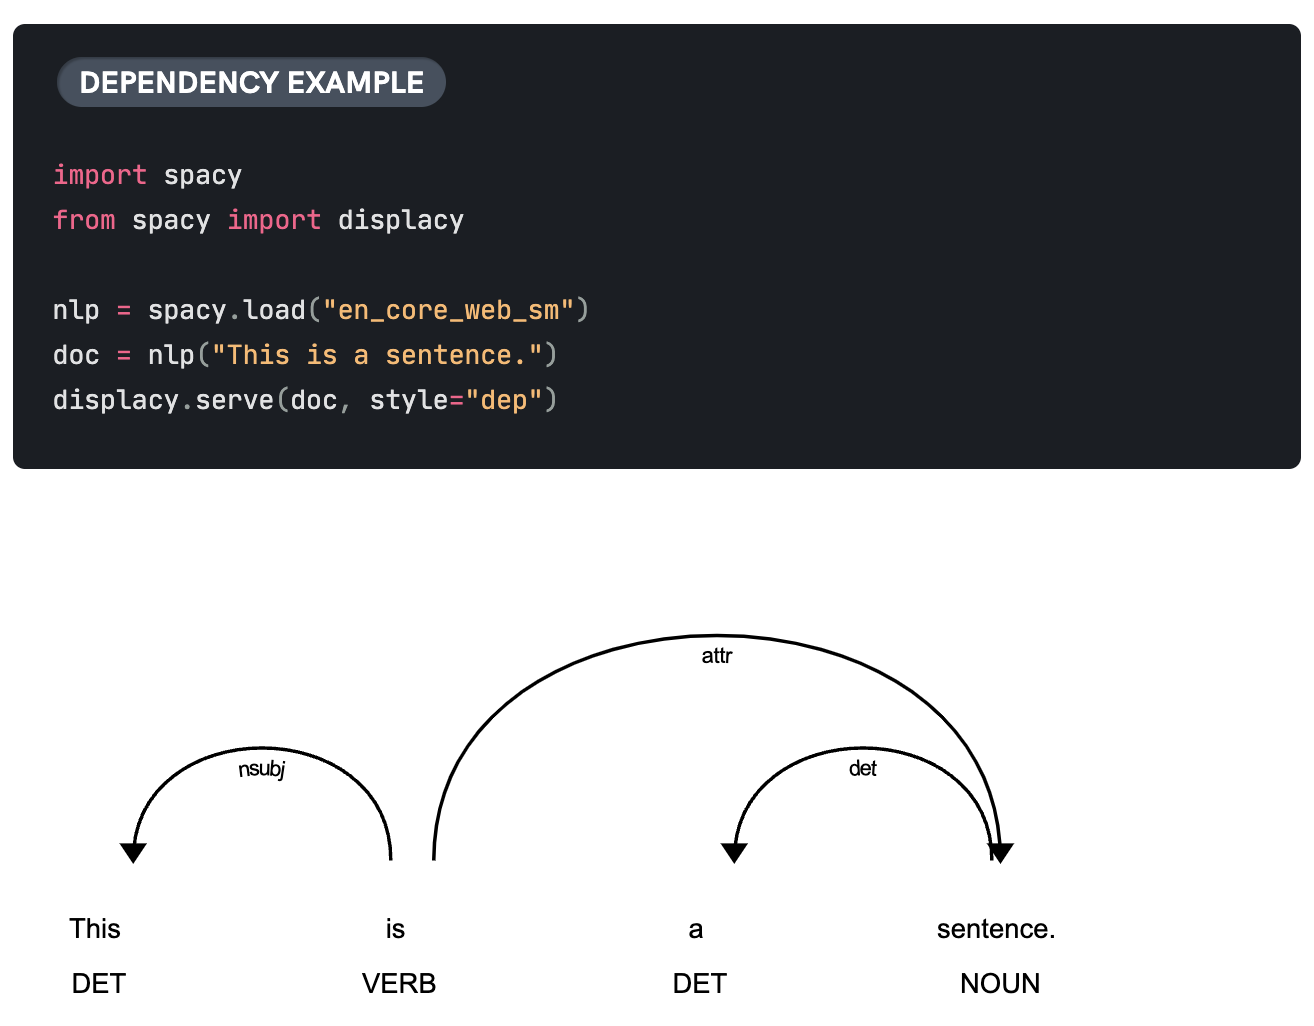 DEPENDENCY EXAMPLE
import spacy
from spacy import displacy
nlp = spacy.load("en_core_web_sm")
doc = nlp("This is a sentence.")
displacy.serve(doc, style="dep")
attr
nsubj det
This is a sentence.
DET VERB DET NOUN